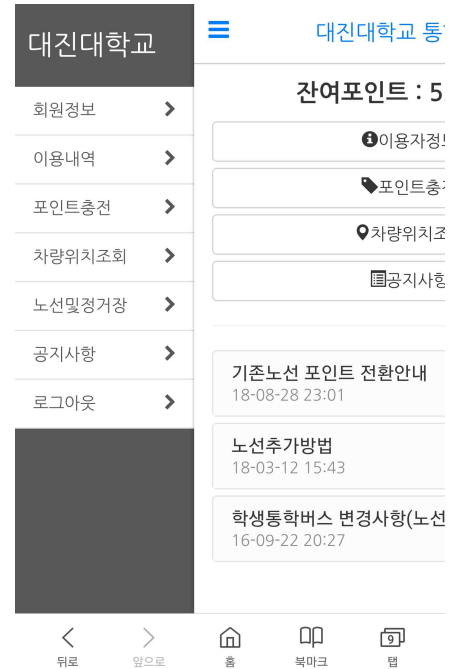 대진대학교
회원정보
이용내역
포인트충전
차량위치조회
노선및정거장
공지사항
로그아웃
대진대학교
잔여포인트 : 5
이용자정
포인트충
차량위치조
공지사항
기존노선 포인트 전환안내
18-08-28 23:01
노선추가방법
18-03-12 15:43
학생통학버스 변경사항(노선
16-09-22 20:27
뒤로
앞으로
홈
북마크
9
탭